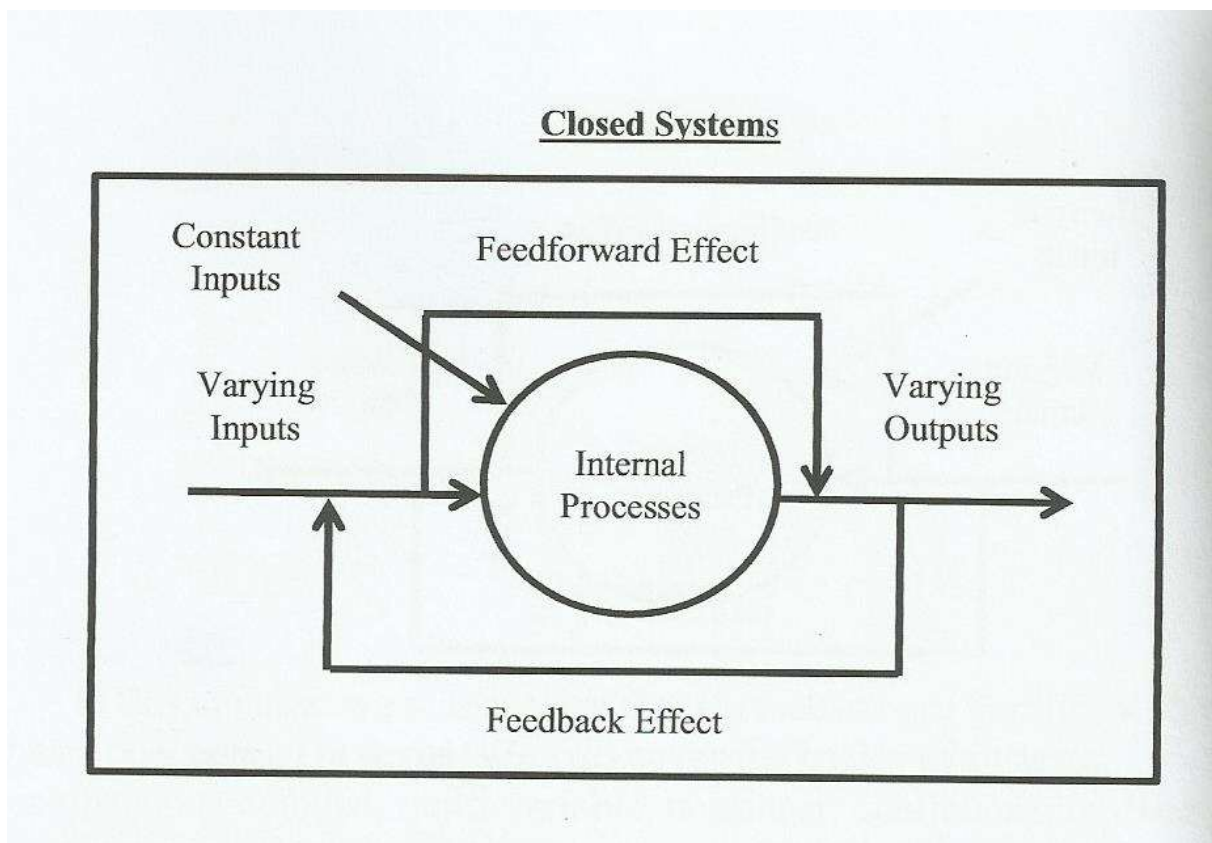 Closed Systems
Constant
Inputs
Feedforward Effect
Varying
Inputs
Internal
Processes
Varying
Outputs
Feedback Effect